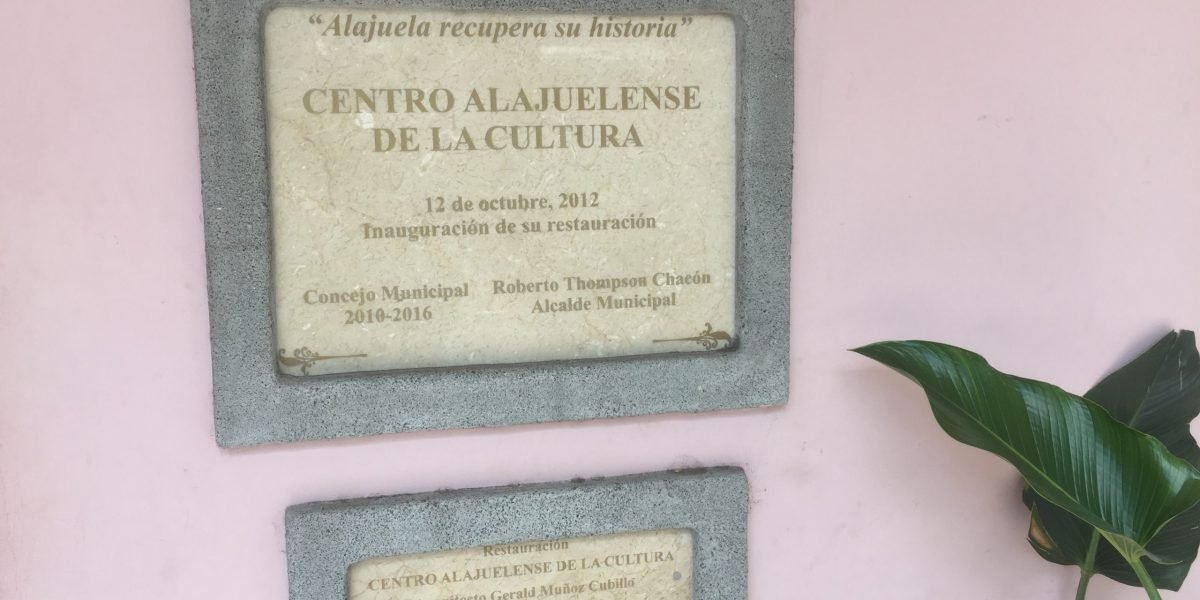 “Alajuela recupera su historia”
CENTRO ALAJUELENSE
DE LA CULTURA
12 de octubre, 2012
Inauguración de su restauración
Concejo Municipal
2010-2016
Roberto Thompson Chacón
Alcalde Municipal
Restauración
CENTRO ALAJUELENSE DE LA CULTURA
Gerald Muñoz Cubillo